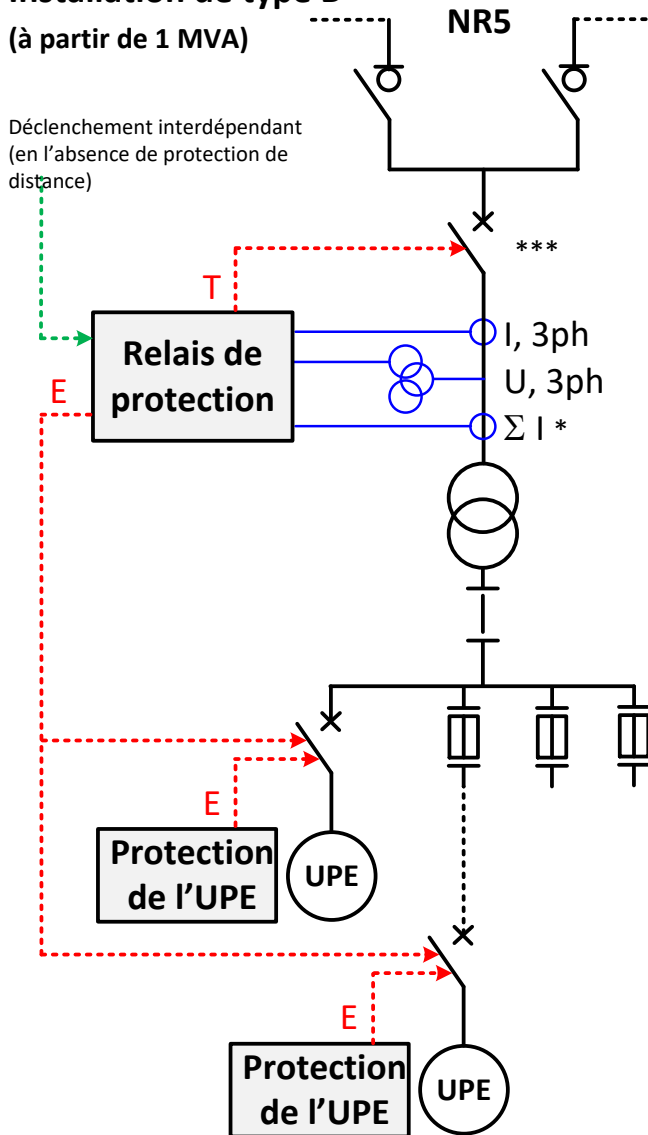 (à partir de 1 MVA)
NR5
Déclenchement interdépendant
(en l'absence de protection de
distance)
***
T
I, 3ph
Relais de
protection
U, 3ph
E
Σ I *
E
Protection
de l'UPE
UPE
E
Protection
de l'UPE
UPE